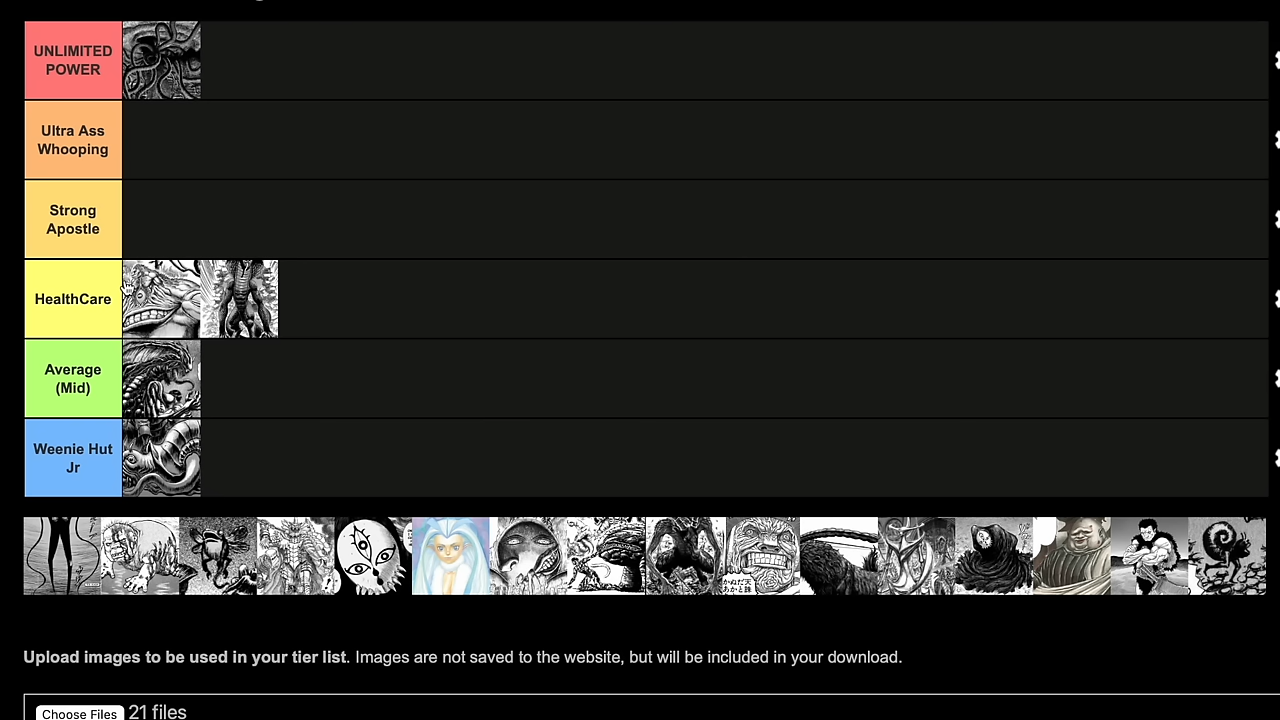 UNLIMITED
POWER
Ultra Ass
Whooping
Strong
Apostle
HealthCare
Average
(Mid)
Weenie Hut
Jr
Upload images to be used in your tier list. Images are not saved to the website, but will be included in your download.
Choose Files 21 files